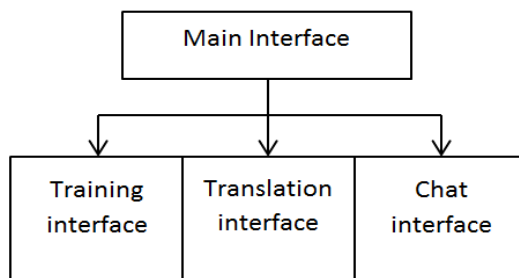 Main Interface
Training
interface
Translation
interface
Chat
interface